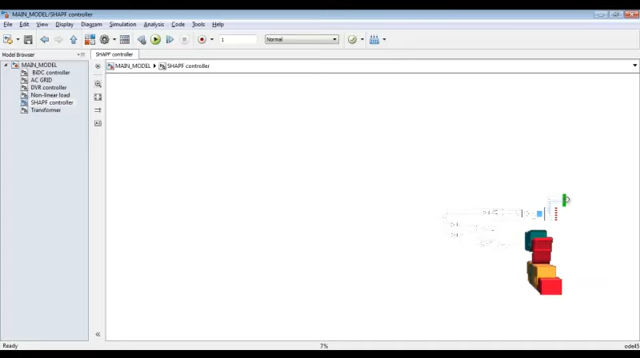 MAIN_MODEL/SHAPF controller
File Edit View Display Diagram Simulation Analysis Code Tools Help
1
Normal
Model Browser
SHAPF controller
MAIN_MODEL
BiDC controller
AC GRID
DVR controller
Non-linear load
SHAPF controller
Transformer
MAIN_MODEL SHAPF controller
Ready
7%
ode45